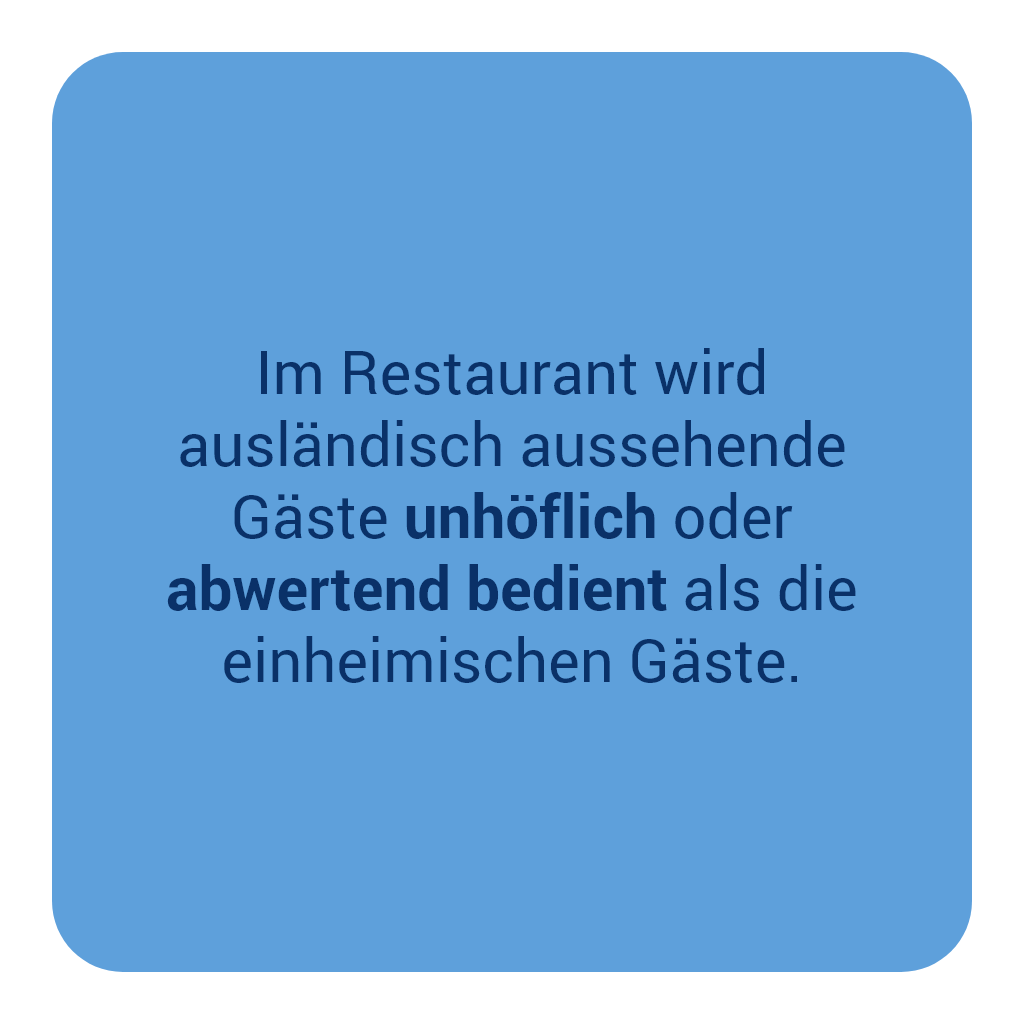 Im Restaurant wird
ausländisch aussehende
Gäste unhöflich oder
abwertend bedient als die
einheimischen Gäste.